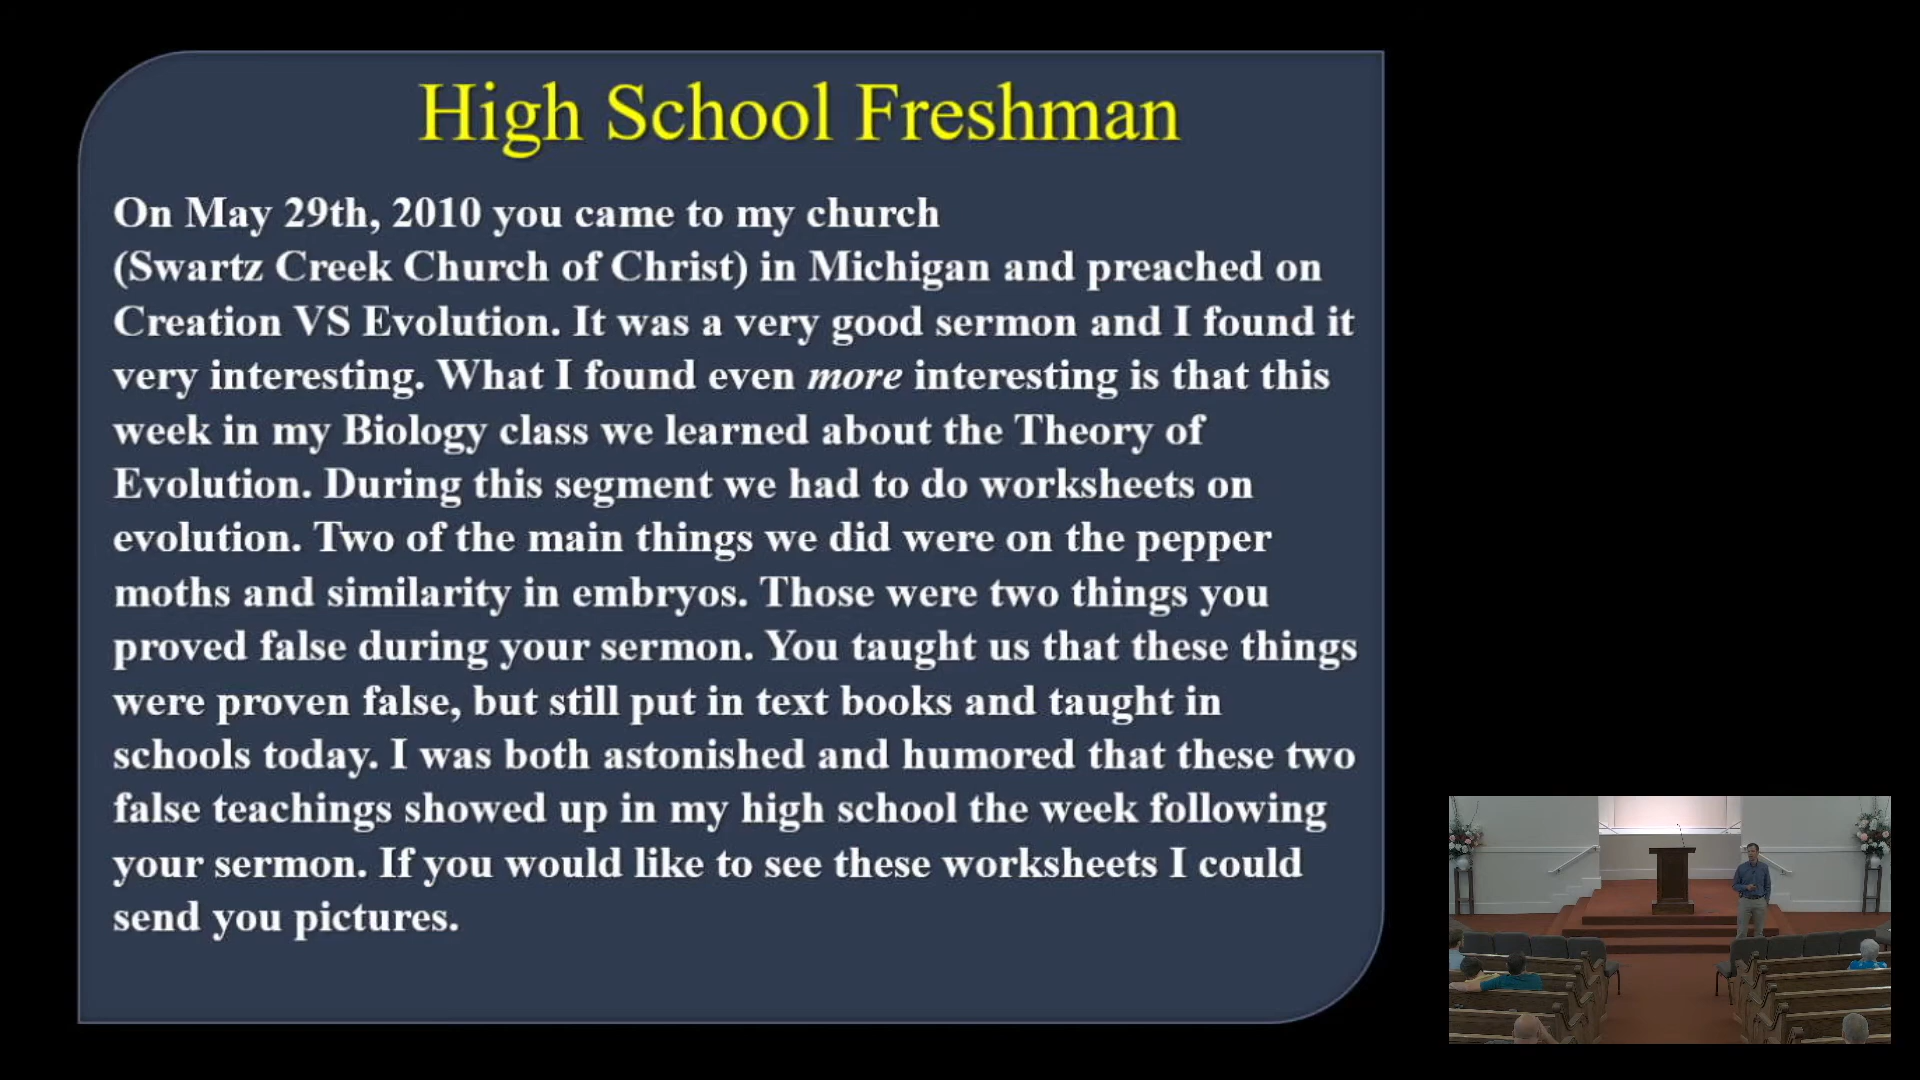 High School Freshman
On May 29th, 2010 you came to my church
(Swartz Creek Church of Christ) in Michigan and preached on
Creation VS Evolution. It was a very good sermon and I found it
very interesting. What I found even more interesting is that this
week in my Biology class we learned about the Theory of
Evolution. During this segment we had to do worksheets on
evolution. Two of the main things we did were on the pepper
moths and similarity in embryos. Those were two things you
proved false during your sermon. You taught us that these things
were proven false, but still put in text books and taught in
schools today. I was both astonished and humored that these two
false teachings showed up in my high school the week following
your sermon. If you would like to see these worksheets I could
send you pictures.